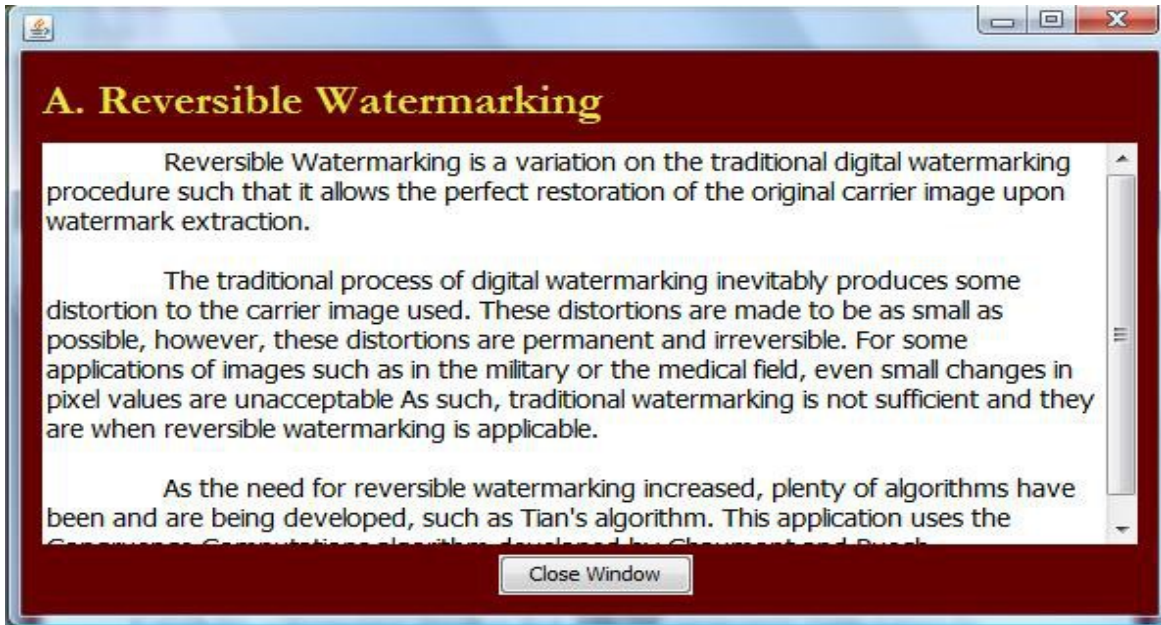 A. Reversible Watermarking
Reversible Watermarking is a variation on the traditional digital watermarking
procedure such that it allows the perfect restoration of the original carrier image upon
watermark extraction.
The traditional process of digital watermarking inevitably produces some
distortion to the carrier image used. These distortions are made to be as small as
possible, however, these distortions are permanent and irreversible. For some
applications of images such as in the military or the medical field, even small changes in
pixel values are unacceptable As such, traditional watermarking is not sufficient and they
are when reversible watermarking is applicable.
As the need for reversible watermarking increased, plenty of algorithms have
been and are being developed, such as Tian's algorithm. This application uses the
Close Window